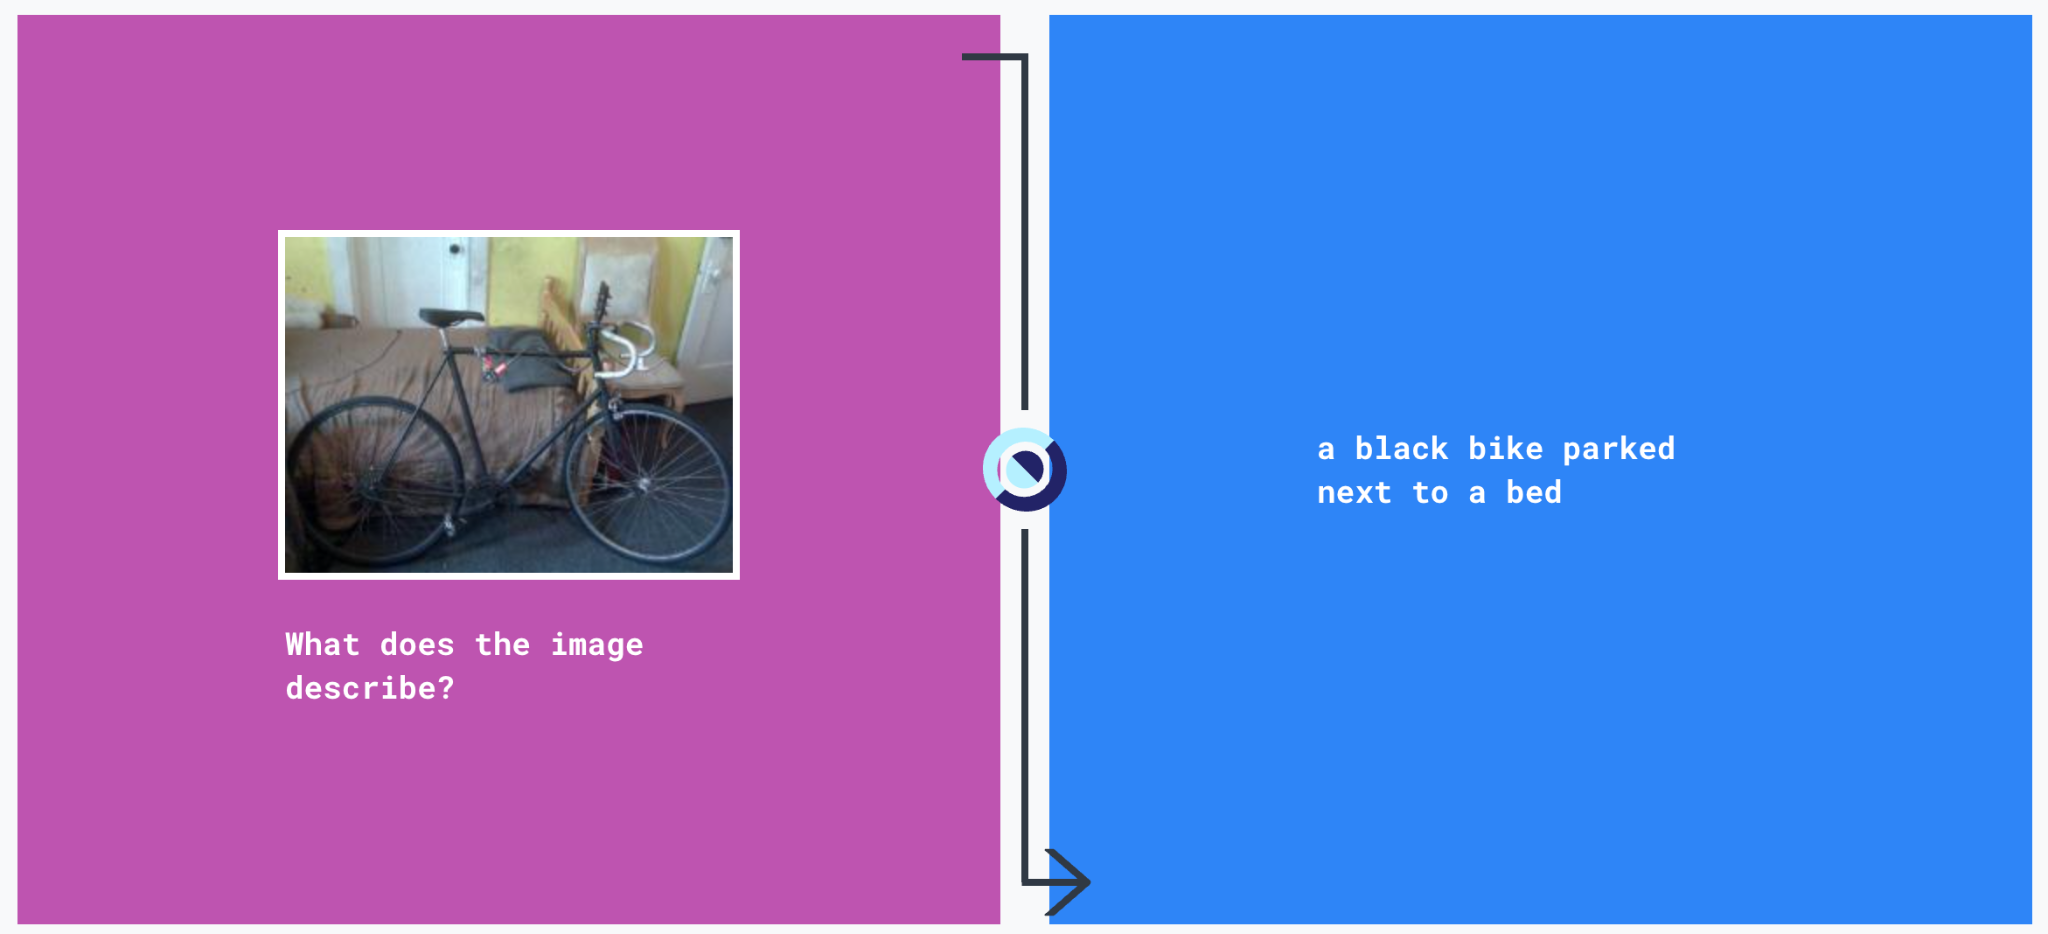 What does the image
describe?
a black bike parked
next to a bed